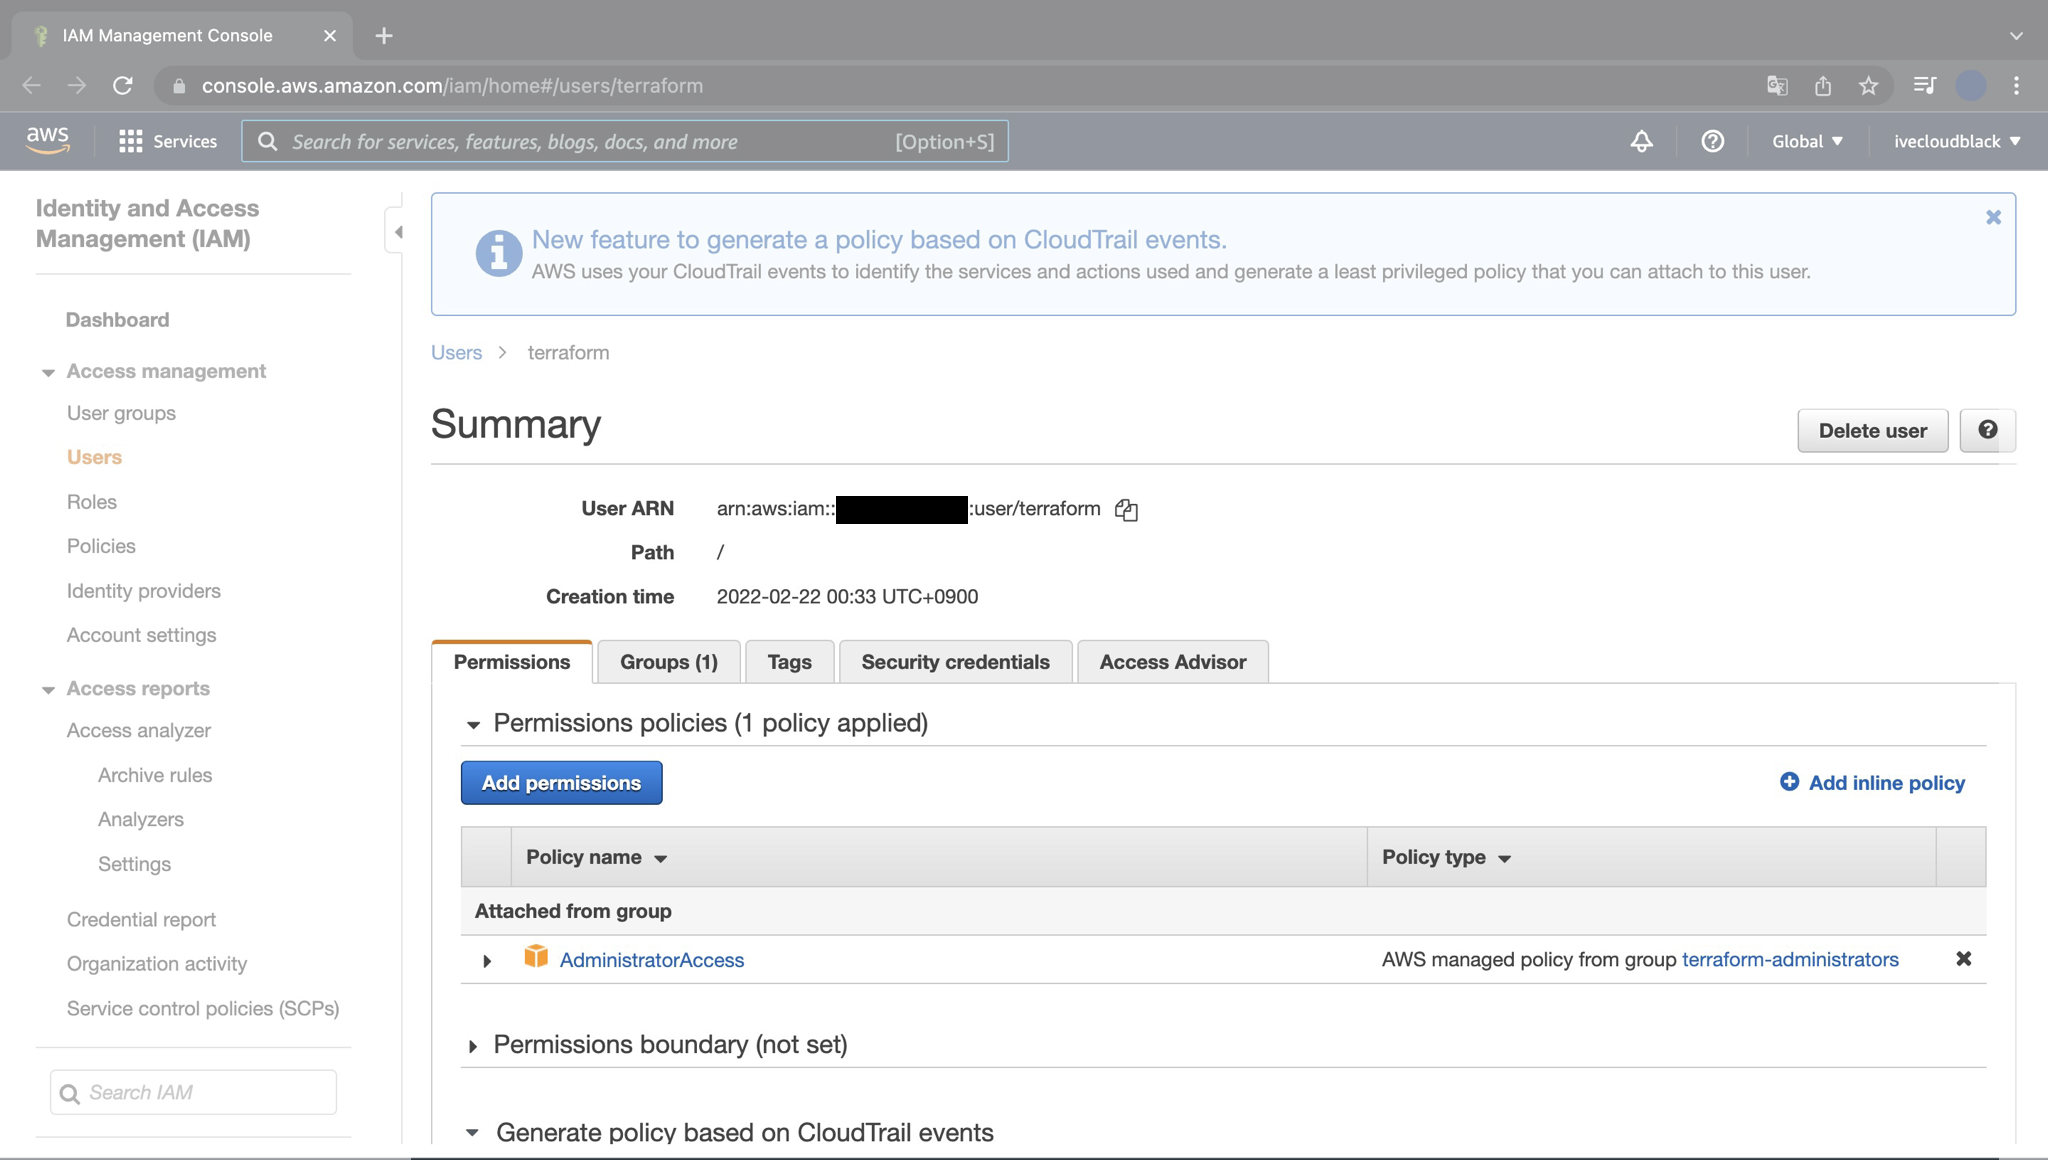 IAM Management Console
console.aws.amazon.com/iam/home#/users/terraform
aws
Services
Search for services, features, blogs, docs, and more
[Option+S]
Global
ivecloudblack
Identity and Access
Management (IAM)
Dashboard
Access management
User groups
Users
Roles
Policies
Identity providers
Account settings
Access reports
Access analyzer
Archive rules
Analyzers
Settings
Credential report
Organization activity
Service control policies (SCPs)
Search IAM
New feature to generate a policy based on CloudTrail events.
AWS uses your CloudTrail events to identify the services and actions used and generate a least privileged policy that you can attach to this user.
Users > terraform
Summary
Delete user
User ARN arn:aws:iam:: :user/terraform
Path /
Creation time 2022-02-22 00:33 UTC+0900
Permissions
Groups (1)
Tags
Security credentials
Access Advisor
Permissions policies (1 policy applied)
Add permissions
Add inline policy
Policy name
Policy type
Attached from group
AdministratorAccess
AWS managed policy from group terraform-administrators
Permissions boundary (not set)
Generate policy based on CloudTrail events